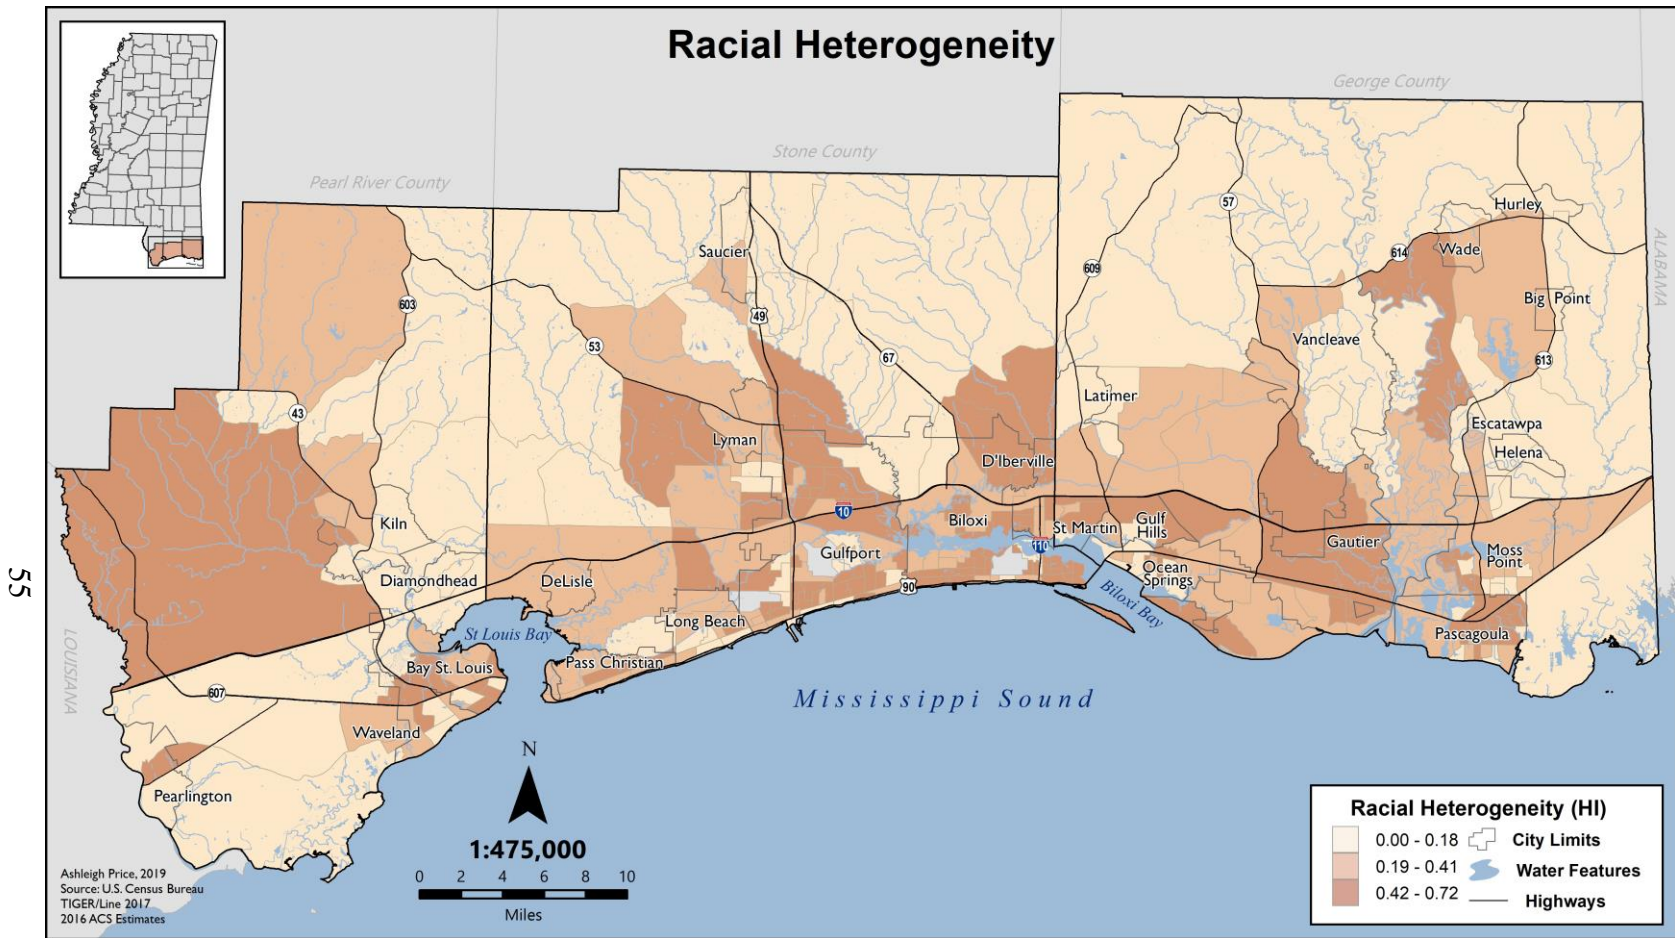 Racial Heterogeneity
George County
Stone County
Pearl River County
ALABAMA
LOUISIANA
Hurley
57
Saucier
614
Wade
609
603
Big Point
49
53
Vancleave
67
613
43
Latimer
Escatawpa
Lyman
Helena
D'Iberville
10
Kiln
Biloxi
St Martin
Gulf
Hills
Gautier
110
Gulfport
Moss
Point
Diamondhead
DeLisle
Ocean
Springs
90
Biloxi Bay
Long Beach
St Louis Bay
Pascagoula
Pass Christian
Bay St. Louis
607
Mississippi Sound
Waveland
Pearlington
N
1:475,000
0 2 4 6 8 10
Miles
Ashleigh Price, 2019
Source: U.S. Census Bureau
TIGER/Line 2017
2016 ACS Estimates
Racial Heterogeneity (HI)
0.00 - 0.18 City Limits
0.19 - 0.41 Water Features
0.42 - 0.72 Highways
55